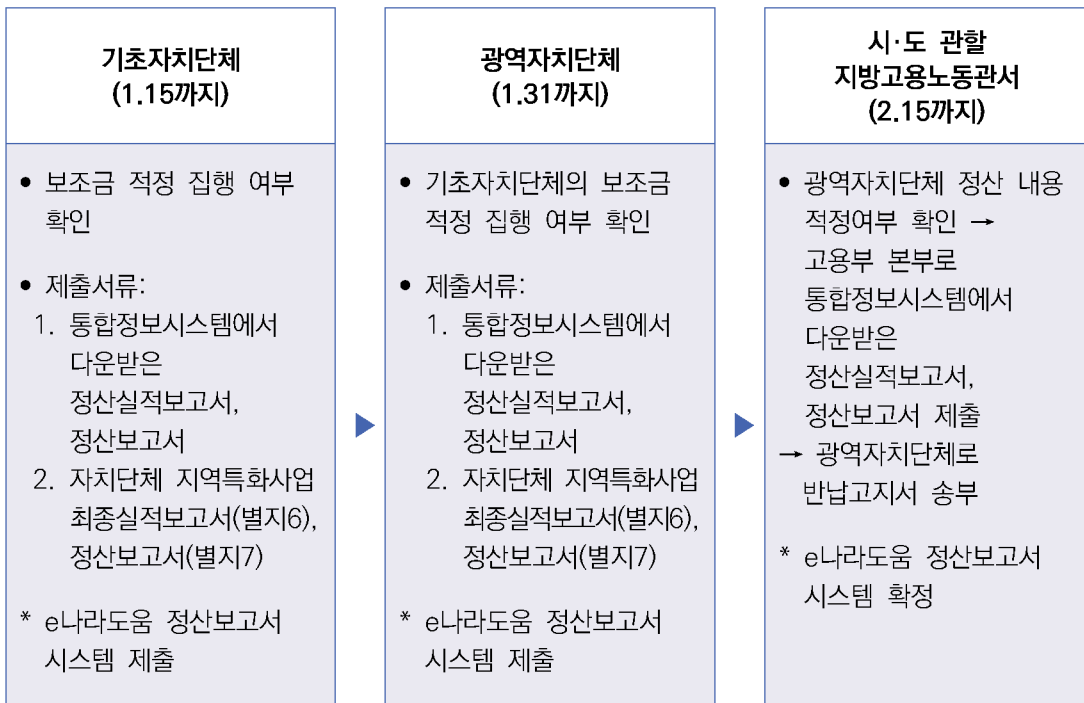 기초자치단체
(1.15까지)
• 보조금 적정 집행 여부
확인
• 제출서류:
1. 통합정보시스템에서
다운받은
정산실적보고서,
정산보고서
2. 자치단체 지역특화사업
최종실적보고서(별지6),
정산보고서(별지7)
* e나라도움 정산보고서
시스템 제출
▶
광역자치단체
(1.31까지)
• 기초자치단체의 보조금
적정 집행 여부 확인
• 제출서류:
1. 통합정보시스템에서
다운받은
정산실적보고서,
정산보고서
2. 자치단체 지역특화사업
최종실적보고서(별지6),
정산보고서(별지7)
* e나라도움 정산보고서
시스템 제출
▶
시·도 관할
지방고용노동관서
(2.15까지)
• 광역자치단체 정산 내용
적정여부 확인 →
고용부 본부로
통합정보시스템에서
다운받은
정산실적보고서,
정산보고서 제출
→ 광역자치단체로
반납고지서 송부
* e나라도움 정산보고서
시스템 확정